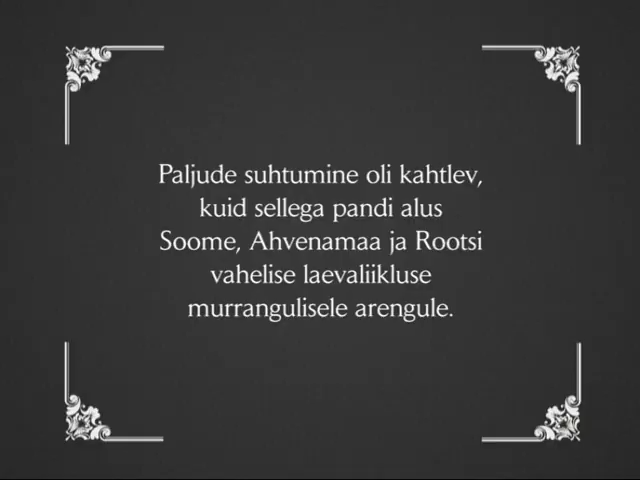 Paljude suhtumine oli kahtlev,
kuid sellega pandi alus
Soome, Ahvenamaa ja Rootsi
vahelise laevaliikluse
murrangulisele arengule.